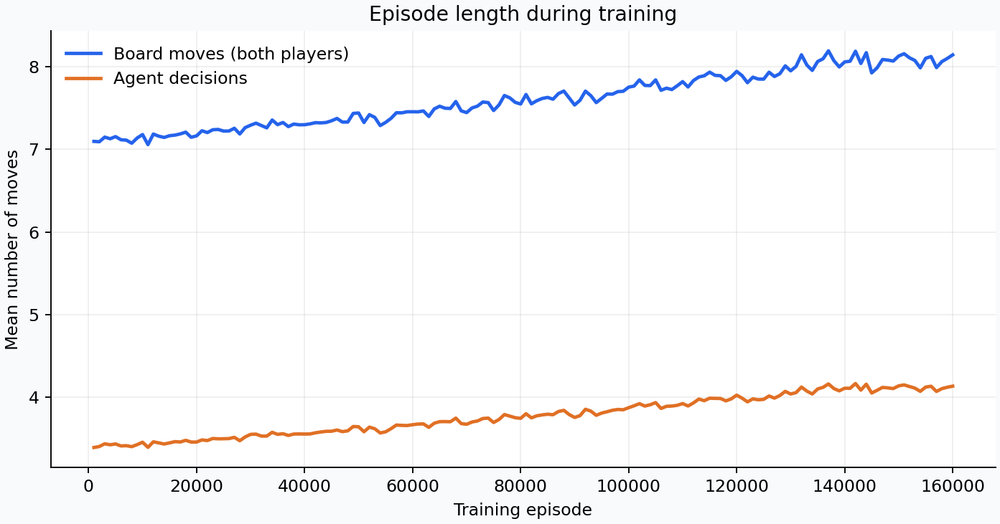 Episode length during training
Board moves (both players)
Agent decisions
Mean number of moves
8
7
6
5
4
0 20000 40000 60000 80000 100000 120000 140000 160000
Training episode